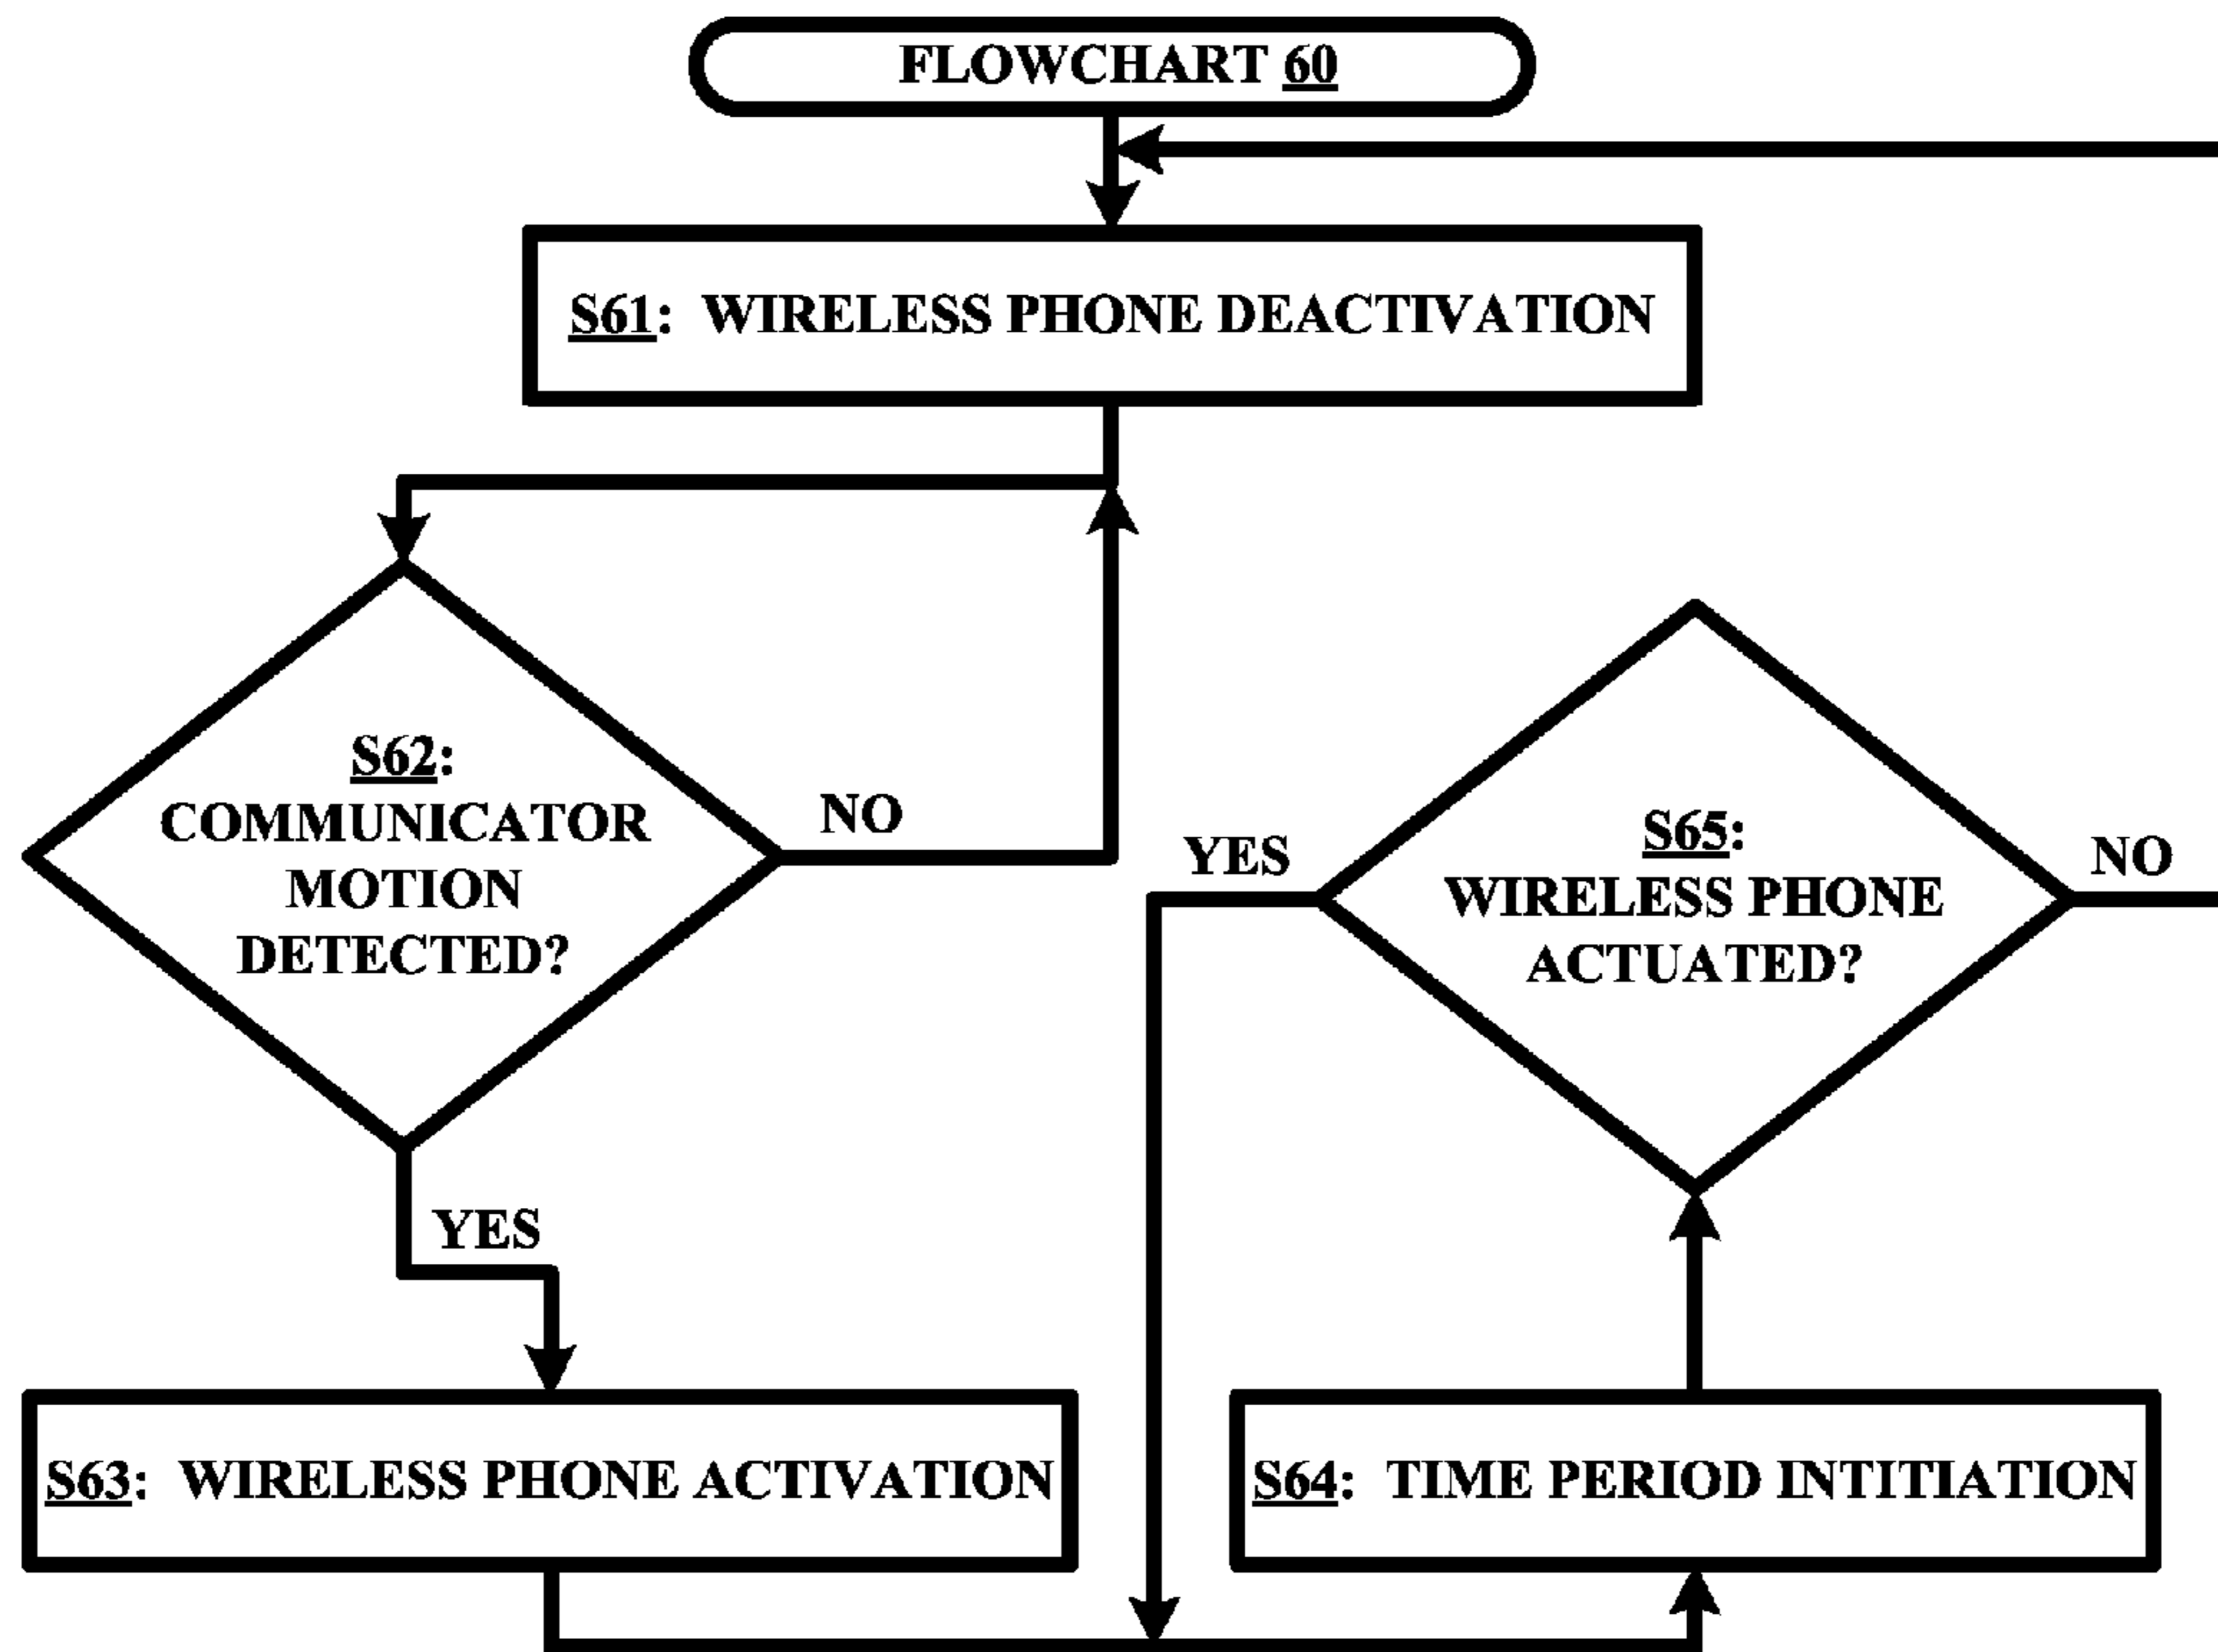 FLOWCHART 60
S61: WIRELESS PHONE DEACTIVATION
S62:
COMMUNICATOR
MOTION
DETECTED?
NO
YES
S63: WIRELESS PHONE ACTIVATION
S64: TIME PERIOD INTITIATION
S65:
WIRELESS PHONE
ACTUATED?
YES
NO